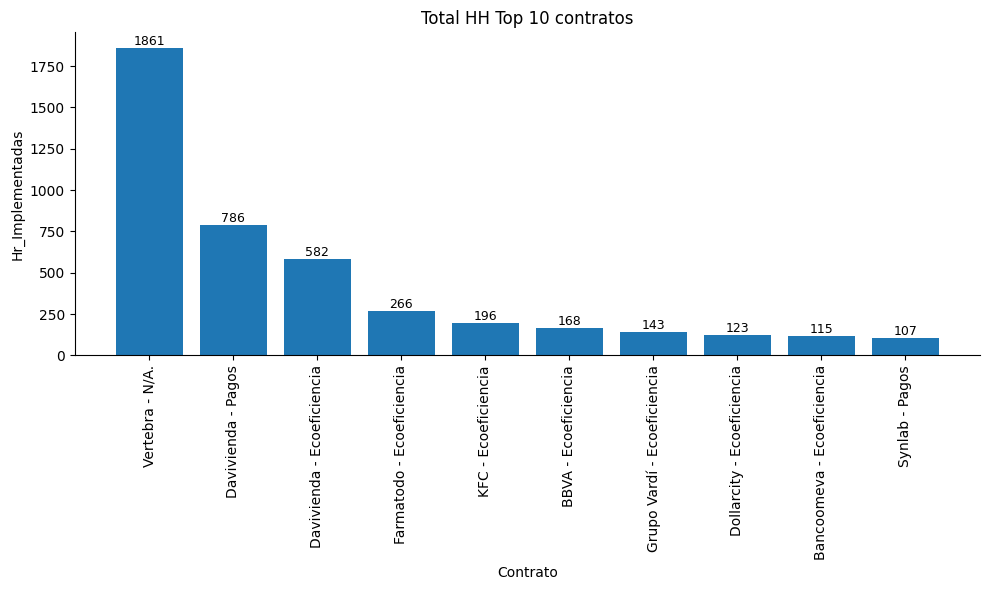 Total HH Top 10 contratos
Hr_Implementadas
1750
1500
1250
1000
750
500
250
0
1861
786
582
266
196
168
143
123
115
107
Vertebra - N/A.
Davivienda - Pagos
Davivienda - Ecoeficiencia
Farmatodo - Ecoeficiencia
KFC - Ecoeficiencia
BBVA - Ecoeficiencia
Grupo Vardí - Ecoeficiencia
Dollarcity - Ecoeficiencia
Bancoomeva - Ecoeficiencia
Synlab - Pagos
Contrato